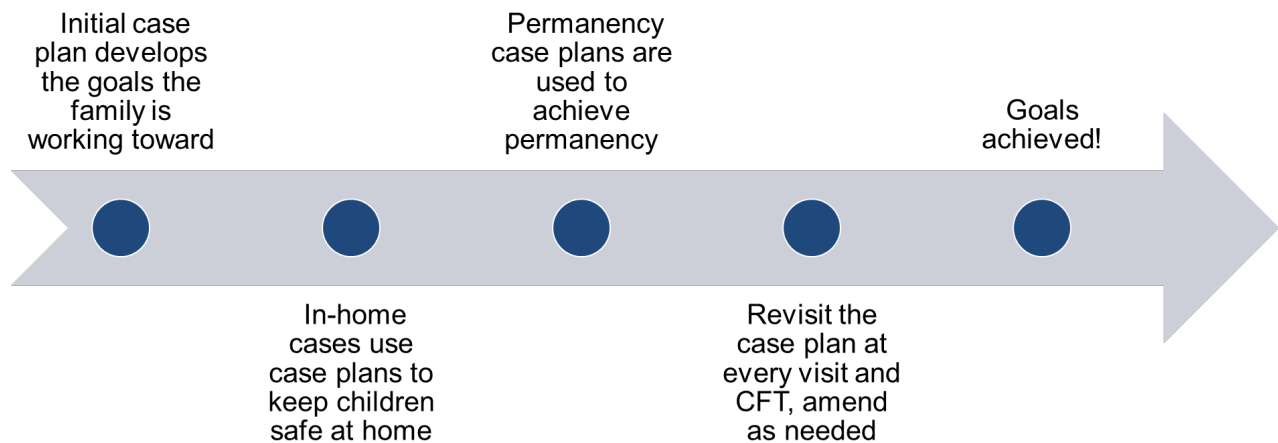 Initial case
plan develops
the goals the
family is
working toward
In-home
cases use
case plans to
keep children
safe at home
Permanency
case plans are
used to
achieve
permanency
Revisit the
case plan at
every visit and
CFT, amend
as needed
Goals
achieved!